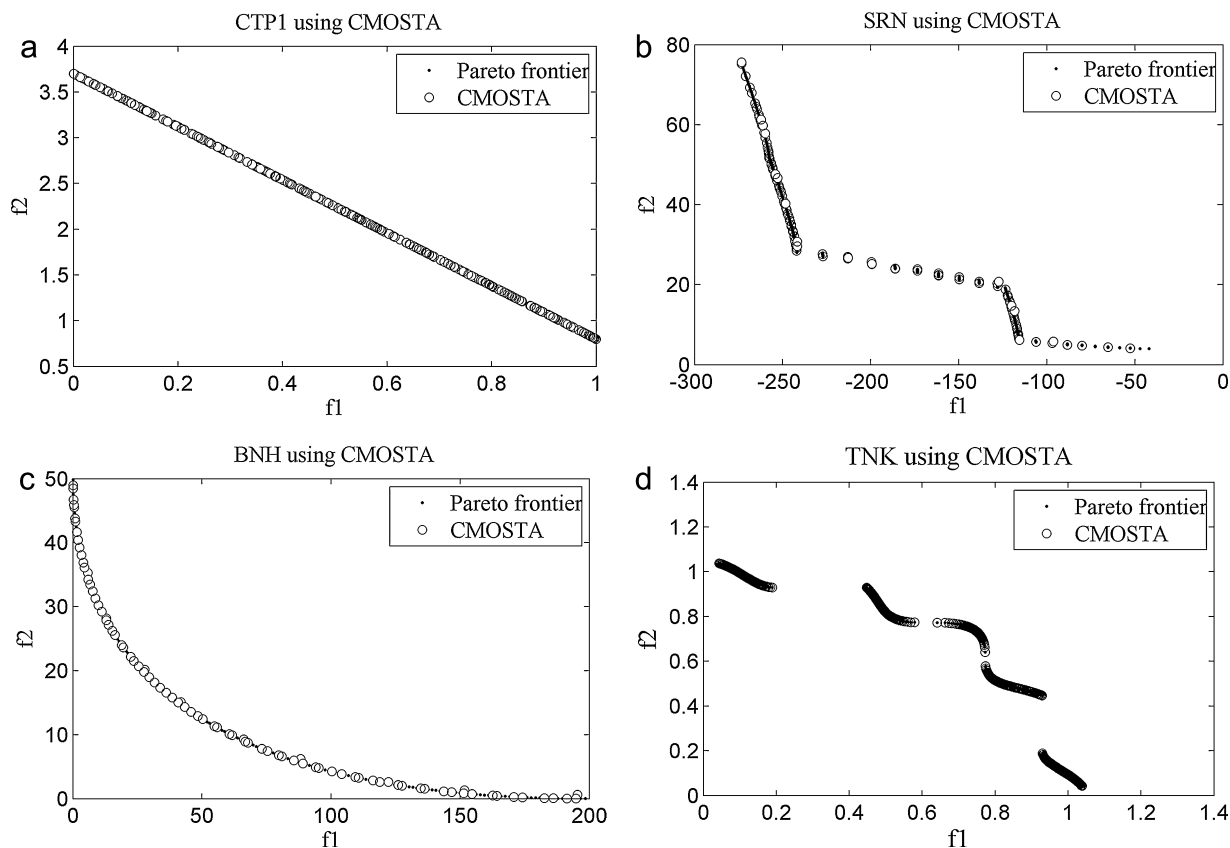 CTP1 using CMOSTA
a
4
3.5
3
2.5
2
1.5
1
0.5
f2
Pareto frontier
CMOSTA
0 0.2 0.4 0.6 0.8 1
f1
SRN using CMOSTA
b
80
60
40
20
0
f2
Pareto frontier
CMOSTA
-300 -250 -200 -150 -100 -50 0
f1
BNH using CMOSTA
c
50
40
30
20
10
0
f2
Pareto frontier
CMOSTA
0 50 100 150 200
f1
TNK using CMOSTA
d
1.4
1.2
1
0.8
0.6
0.4
0.2
0
f2
Pareto frontier
CMOSTA
0 0.2 0.4 0.6 0.8 1 1.2 1.4
f1